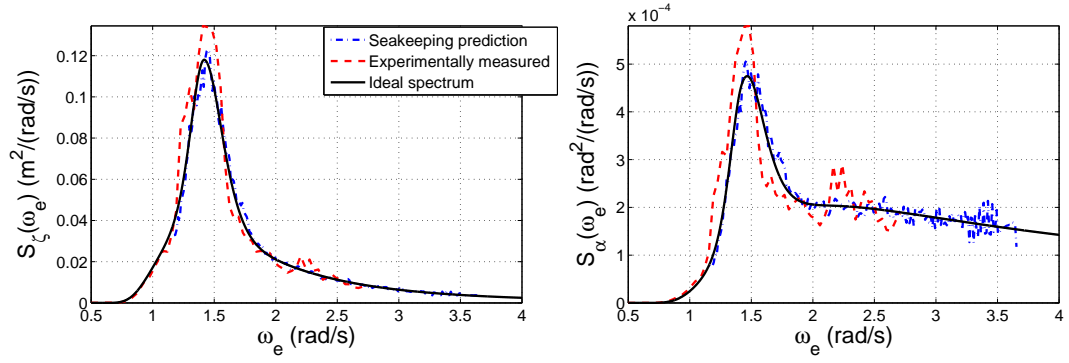 0.12
0.1
0.08
0.06
0.04
0.02
0
S_ζ(ω_e) (m^2/(rad/s))
0.5 1 1.5 2 2.5 3 3.5 4
ω_e (rad/s)
Seakeeping prediction
Experimentally measured
Ideal spectrum
x 10^-4
5
4
3
2
1
0
S_α(ω_e) (rad^2/(rad/s))
0.5 1 1.5 2 2.5 3 3.5 4
ω_e (rad/s)